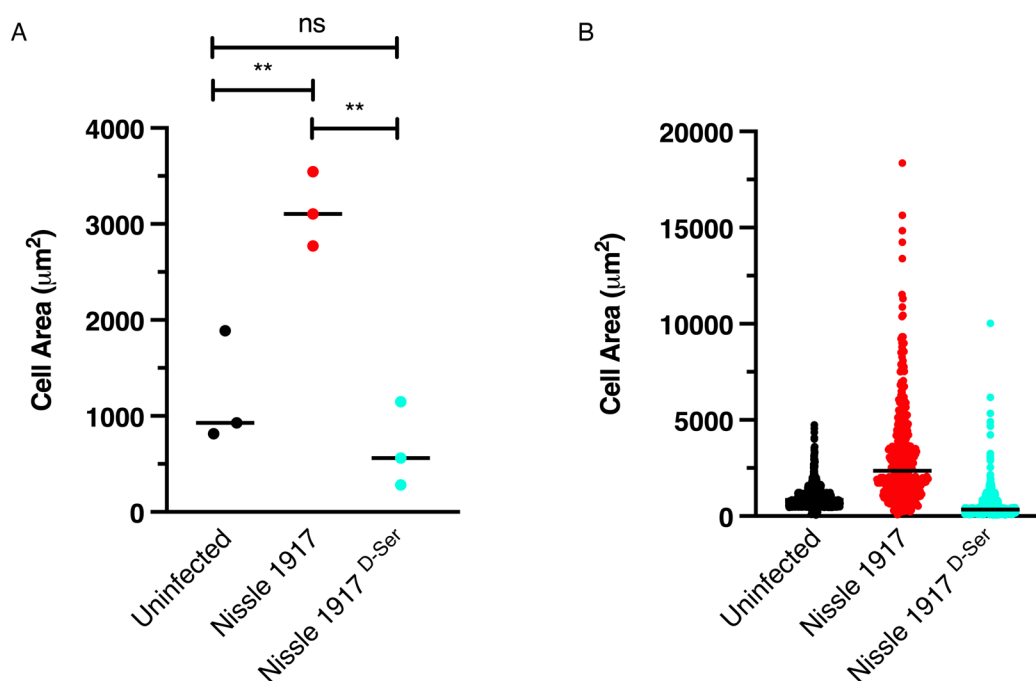 A
ns
**
**
Cell Area (μm²)
4000
3000
2000
1000
0
Uninfected
Nissle 1917
Nissle 1917 D-Ser
B
Cell Area (μm²)
20000
15000
10000
5000
0
Uninfected
Nissle 1917
Nissle 1917 D-Ser